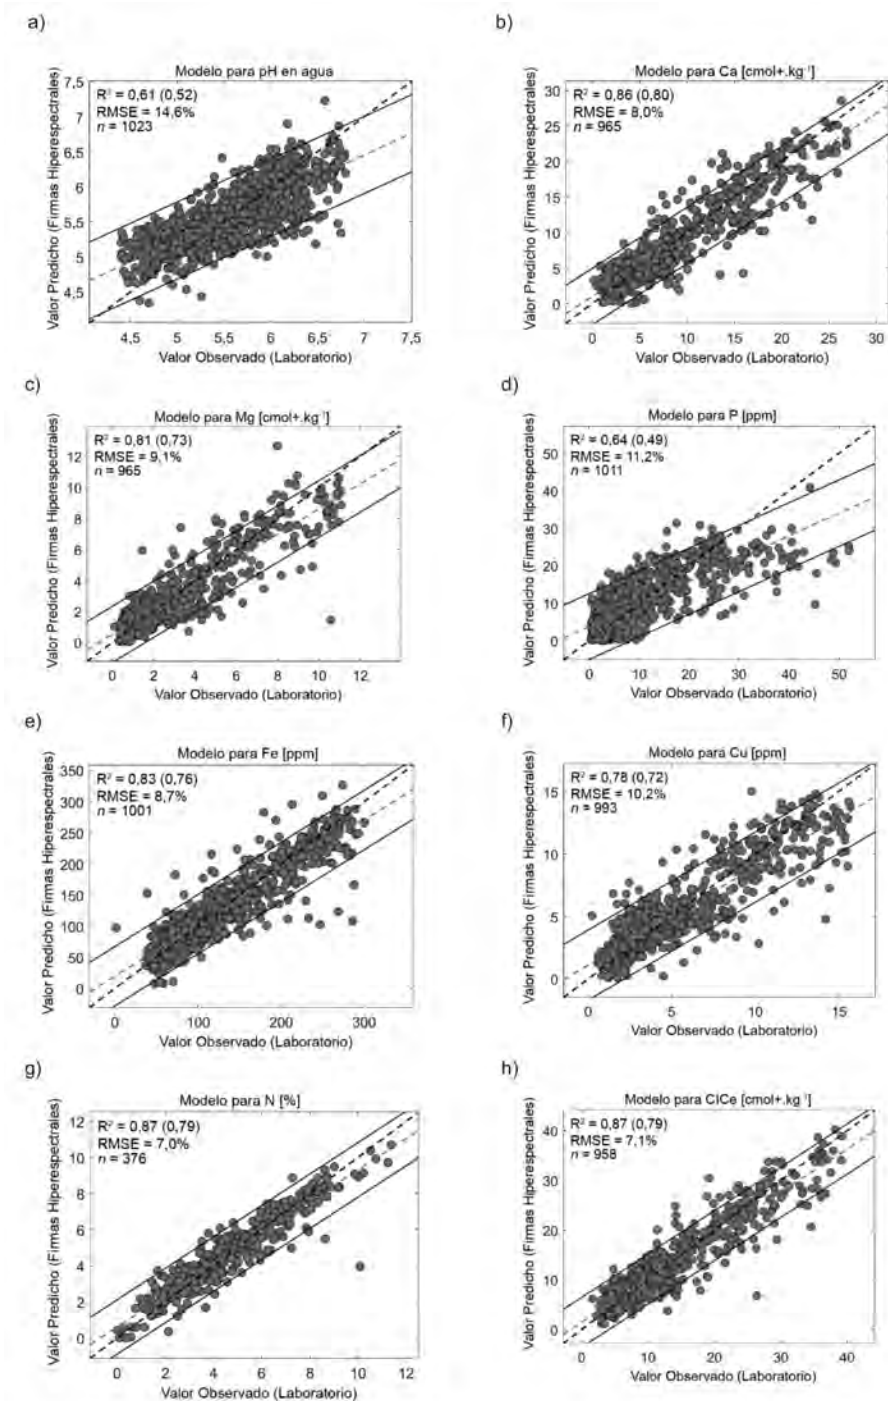 a)
Modelo para pH en agua
R² = 0,61 (0,52)
RMSE = 14,6%
n = 1023
Valor Predicho (Firmas Hiperespectrales)
7,5
6,5
6
5,5
5
4,5
4,5 5 5,5 6 6,5 7 7,5
Valor Observado (Laboratorio)
b)
Modelo para Ca [cmol+.kg⁻¹]
R² = 0,86 (0,80)
RMSE = 8,0%
n = 965
Valor Predicho (Firmas Hiperespectrales)
30
25
20
15
10
5
0
0 5 10 15 20 25 30
Valor Observado (Laboratorio)
c)
Modelo para Mg [cmol+.kg⁻¹]
R² = 0,81 (0,73)
RMSE = 9,1%
n = 965
Valor Predicho (Firmas Hiperespectrales)
12
10
8
6
4
2
0
0 2 4 6 8 10 12
Valor Observado (Laboratorio)
d)
Modelo para P [ppm]
R² = 0,64 (0,49)
RMSE = 11,2%
n = 1011
Valor Predicho (Firmas Hiperespectrales)
50
40
30
20
10
0
0 10 20 30 40 50
Valor Observado (Laboratorio)
e)
Modelo para Fe [ppm]
R² = 0,83 (0,76)
RMSE = 8,7%
n = 1001
Valor Predicho (Firmas Hiperespectrales)
350
300
250
200
150
100
50
0
0 100 200 300
Valor Observado (Laboratorio)
f)
Modelo para Cu [ppm]
R² = 0,78 (0,72)
RMSE = 10,2%
n = 993
Valor Predicho (Firmas Hiperespectrales)
15
10
5
0
0 5 10 15
Valor Observado (Laboratorio)
g)
Modelo para N [%]
R² = 0,87 (0,79)
RMSE = 7,0%
n = 376
Valor Predicho (Firmas Hiperespectrales)
12
10
8
6
4
2
0
0 2 4 6 8 10 12
Valor Observado (Laboratorio)
h)
Modelo para CICe [cmol+.kg⁻¹]
R² = 0,87 (0,79)
RMSE = 7,1%
n = 958
Valor Predicho (Firmas Hiperespectrales)
40
30
20
10
0
0 10 20 30 40
Valor Observado (Laboratorio)